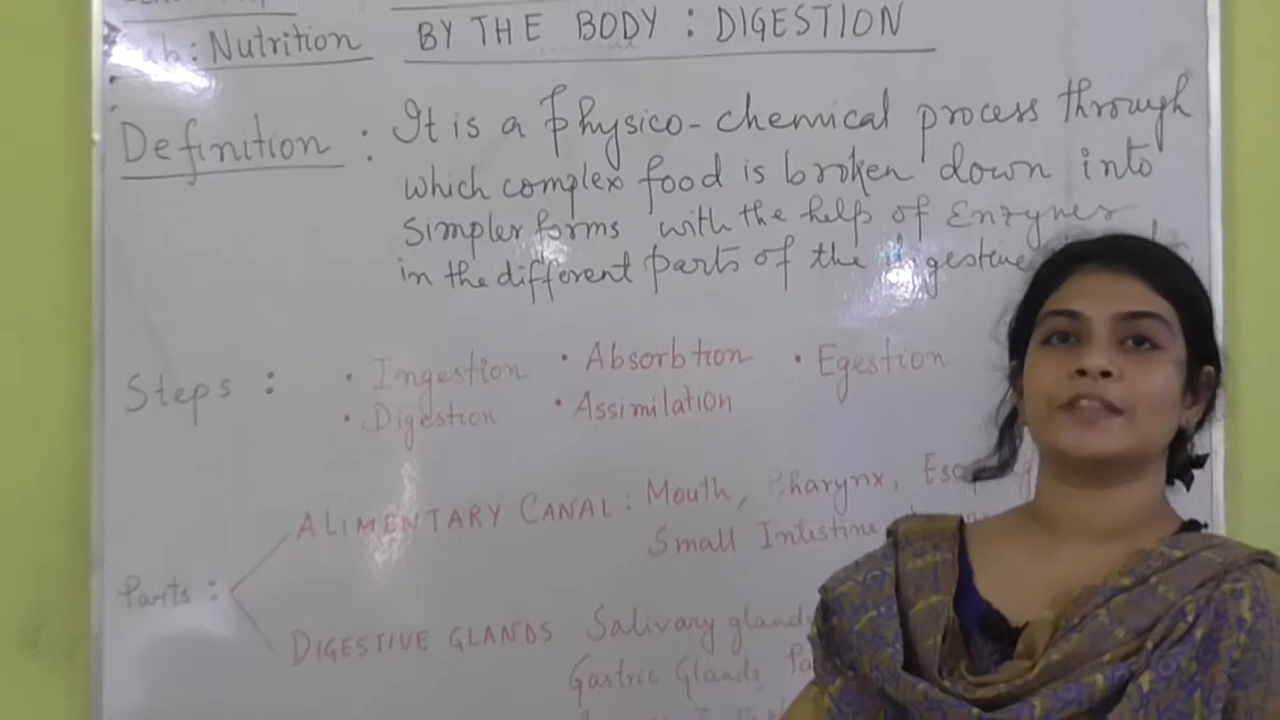 : Nutrition
BY THE BODY : DIGESTION
Definition : It is a Physico-chemical process through
which complex food is broken down into
simpler forms with the help of Enzymes
in the different parts of the
Steps : • Ingestion • Absorbtion • Egestion
• Digestion • Assimilation
ALIMENTARY CANAL : Mouth, Pharynx,
Small Intestine
Parts :
DIGESTIVE GLANDS Salivary glands
Gastric Glands,